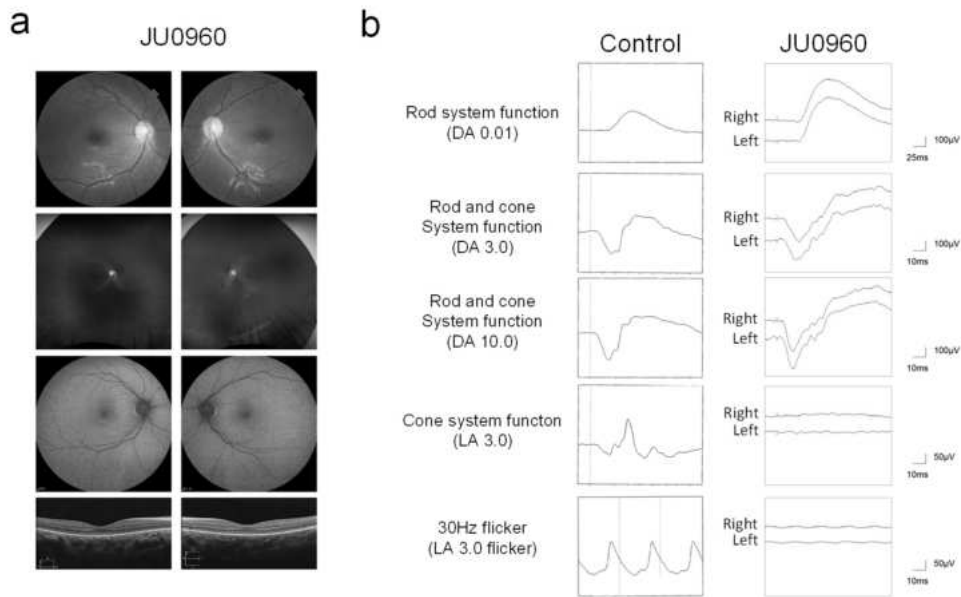 a
JU0960
b
Control
JU0960
Rod system function
(DA 0.01)
Right
Left
100µV
25ms
Rod and cone
System function
(DA 3.0)
Right
Left
100µV
10ms
Rod and cone
System function
(DA 10.0)
Right
Left
100µV
10ms
Cone system functon
(LA 3.0)
Right
Left
50µV
10ms
30Hz flicker
(LA 3.0 flicker)
Right
Left
50µV
10ms